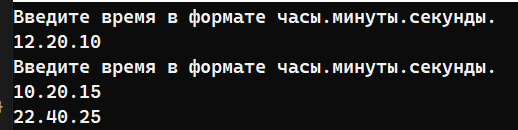 Введите время в формате часы.минуты.секунды.
12.20.10
Введите время в формате часы.минуты.секунды.
10.20.15
22.40.25